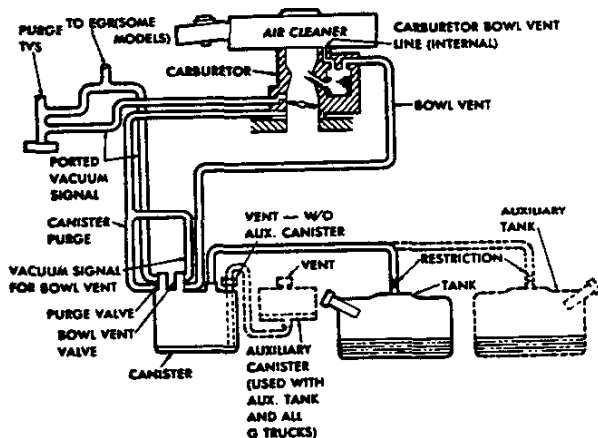 PURGE
TVS
TO EGR(SOME
MODELS)
AIR CLEANER
CARBURETOR BOWL VENT
LINE (INTERNAL)
CARBURETOR
BOWL VENT
PORTED
VACUUM
SIGNAL
CANISTER
PURGE
VENT — W/O
AUX. CANISTER
AUXILIARY
TANK
VACUUM SIGNAL
FOR BOWL VENT
VENT
RESTRICTION
TANK
PURGE VALVE
BOWL VENT
VALVE
CANISTER
AUXILIARY
CANISTER
(USED WITH
AUX. TANK
AND ALL
G TRUCKS)